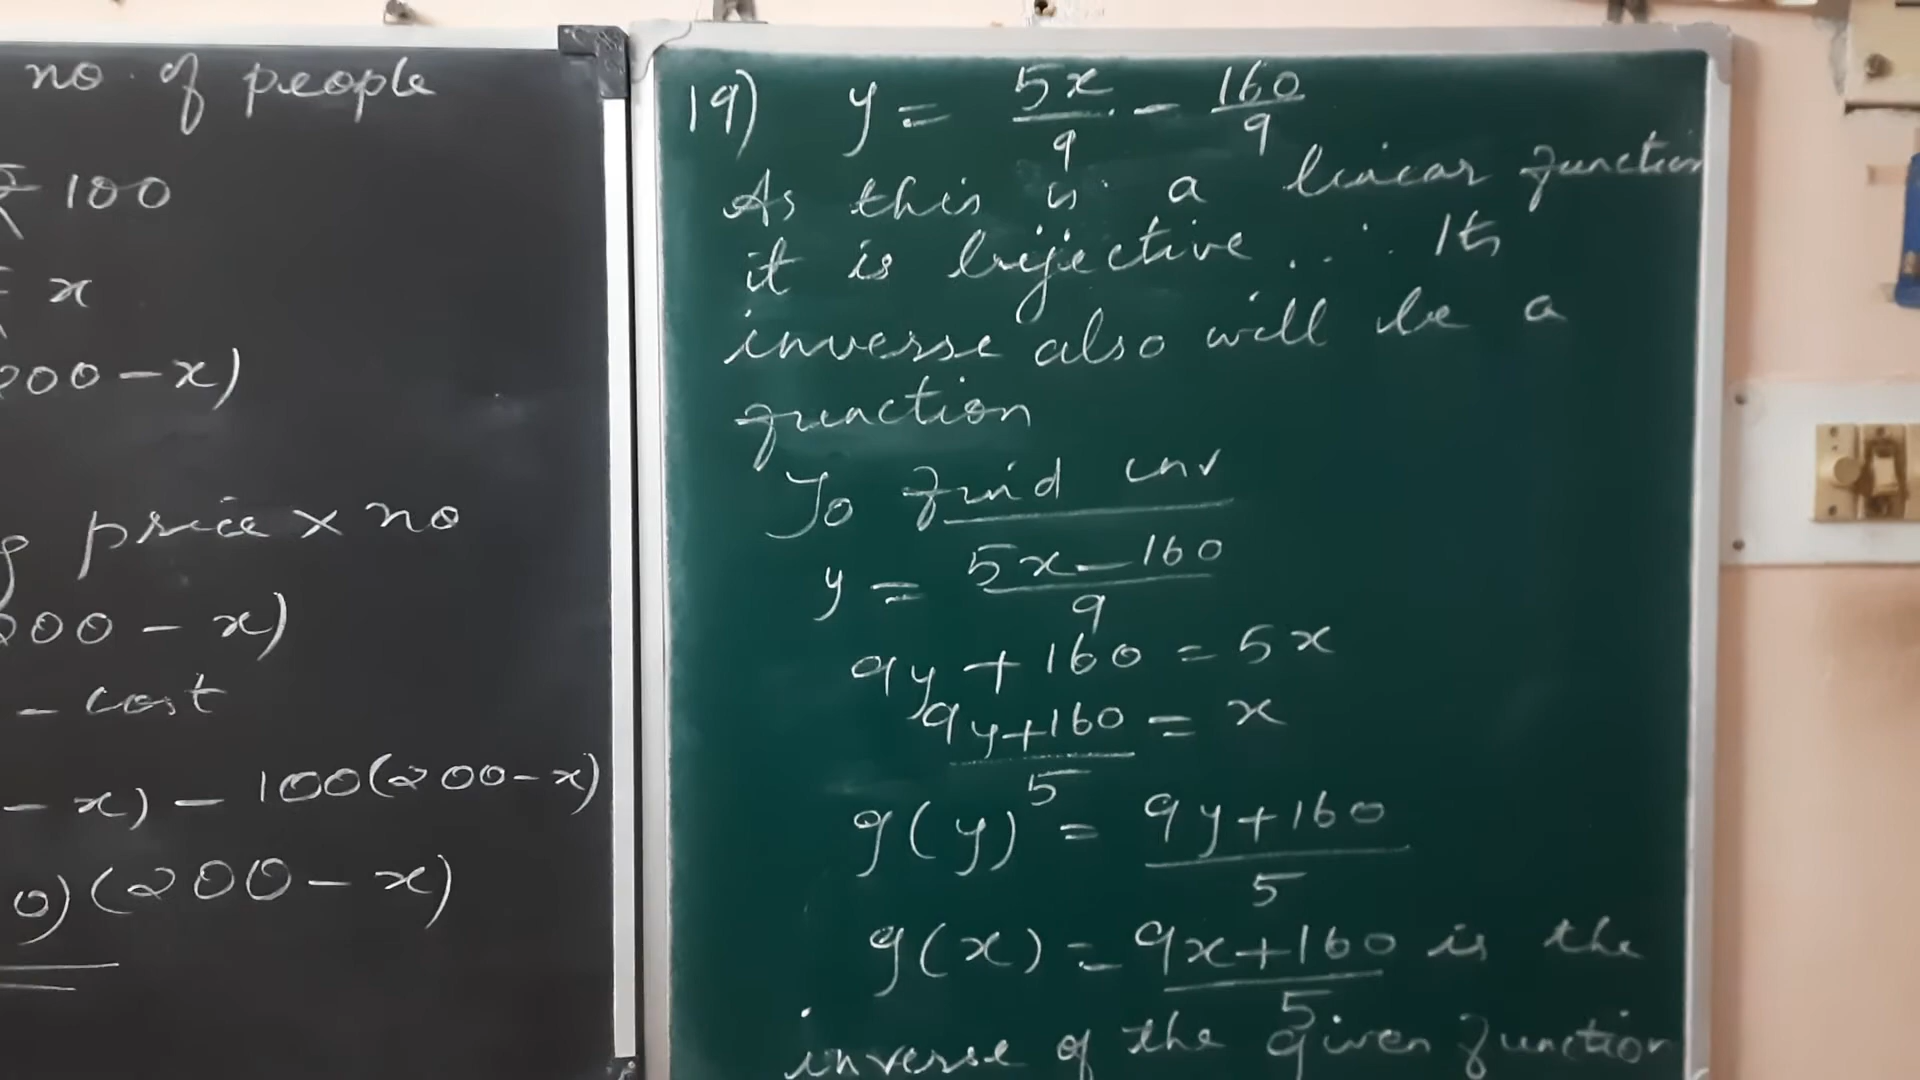 no. of people
₹ 100
₹ x
200 - x)
g price × no
200 - x)
- cost
- x) - 100(200 - x)
0)(200 - x)
19) y = 5x/9 - 160/9
As this is a linear function
it is bijective. ∴ Its
inverse also will be a
function
To find inv
y = 5x - 160/9
9y + 160 = 5x
9y + 160/5 = x
g(y) = 9y + 160/5
g(x) = 9x + 160/5 is the
inverse of the given function